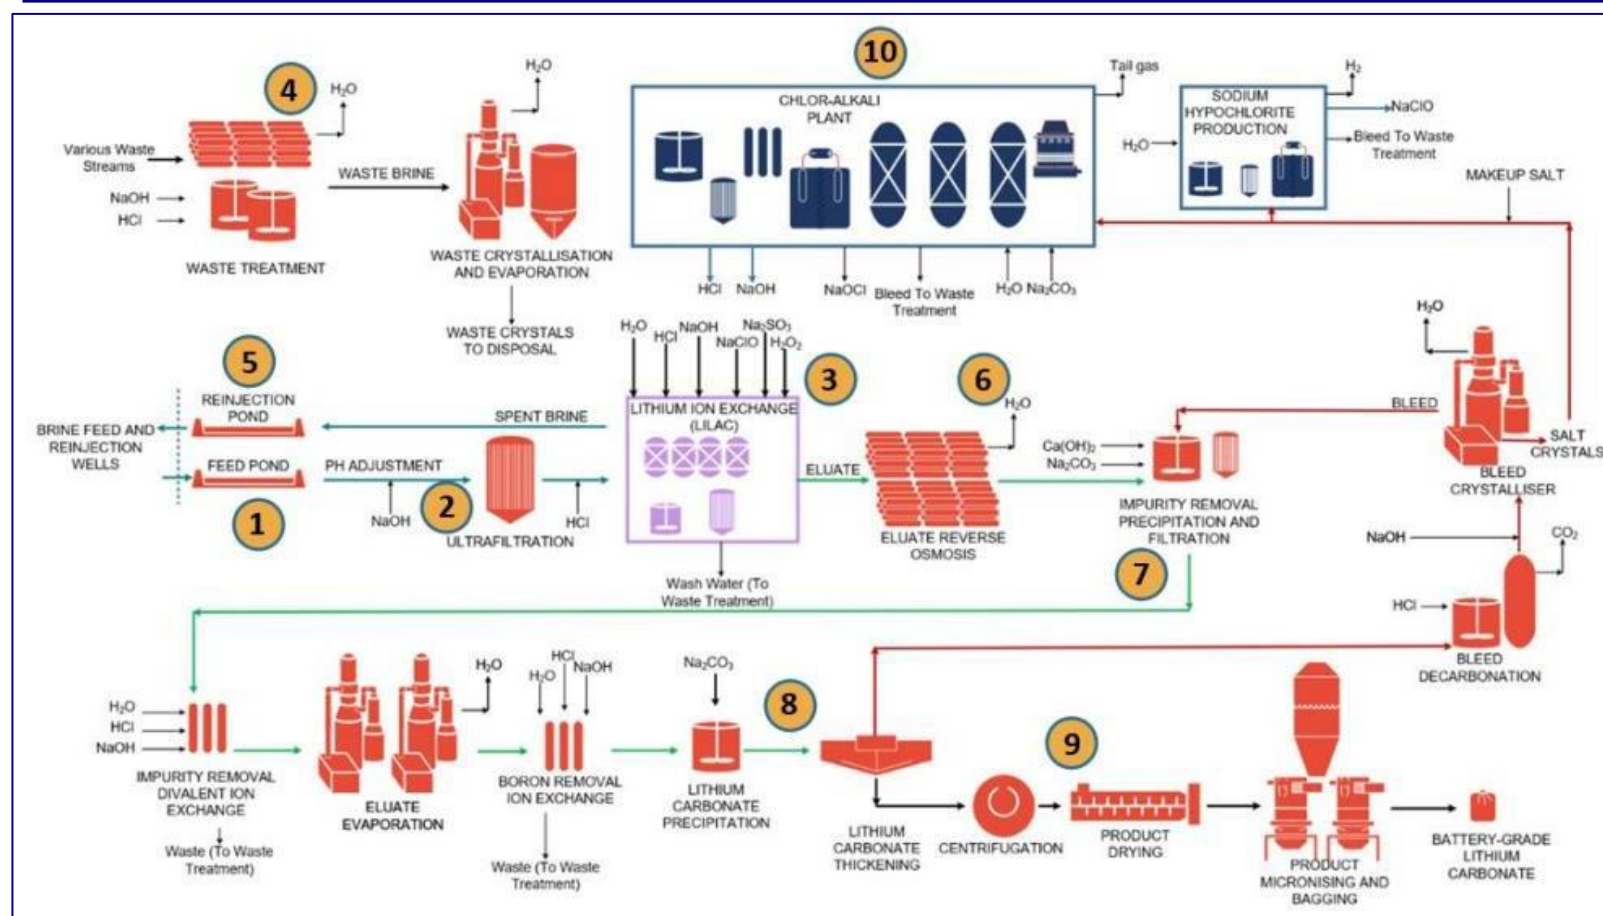 4
H₂O
Various Waste
Streams
NaOH
HCl
WASTE TREATMENT
WASTE BRINE
H₂O
WASTE CRYSTALLISATION
AND EVAPORATION
WASTE CRYSTALS
TO DISPOSAL
10
CHLOR-ALKALI
PLANT
Tail gas
HCl
NaOH
NaOCl
Bleed To Waste
Treatment
H₂O
Na₂CO₃
SODIUM
HYPOCHLORITE
PRODUCTION
H₂O
H₂
NaClO
Bleed To Waste
Treatment
MAKEUP SALT
5
REINJECTION
POND
BRINE FEED AND
REINJECTION
WELLS
FEED POND
1
SPENT BRINE
PH ADJUSTMENT
NaOH
2
ULTRAFILTRATION
HCl
H₂O
HCl
NaOH
NaClO
Na₂SO₃
H₂O₂
3
LITHIUM ION EXCHANGE
(LILAC)
Wash Water (To
Waste Treatment)
ELUATE
6
H₂O
ELUATE REVERSE
OSMOSIS
Ca(OH)₂
Na₂CO₃
IMPURITY REMOVAL
PRECIPITATION AND
FILTRATION
7
BLEED
H₂O
SALT
CRYSTALS
BLEED
CRYSTALLISER
NaOH
CO₂
HCl
BLEED
DECARBONATION
H₂O
HCl
NaOH
IMPURITY REMOVAL
DIVALENT ION
EXCHANGE
Waste (To Waste
Treatment)
H₂O
ELUATE
EVAPORATION
H₂O
HCl
NaOH
BORON REMOVAL
ION EXCHANGE
Waste (To Waste
Treatment)
Na₂CO₃
LITHIUM
CARBONATE
PRECIPITATION
8
LITHIUM
CARBONATE
THICKENING
CENTRIFUGATION
9
PRODUCT
DRYING
PRODUCT
MICRONISING AND
BAGGING
BATTERY-GRADE
LITHIUM
CARBONATE